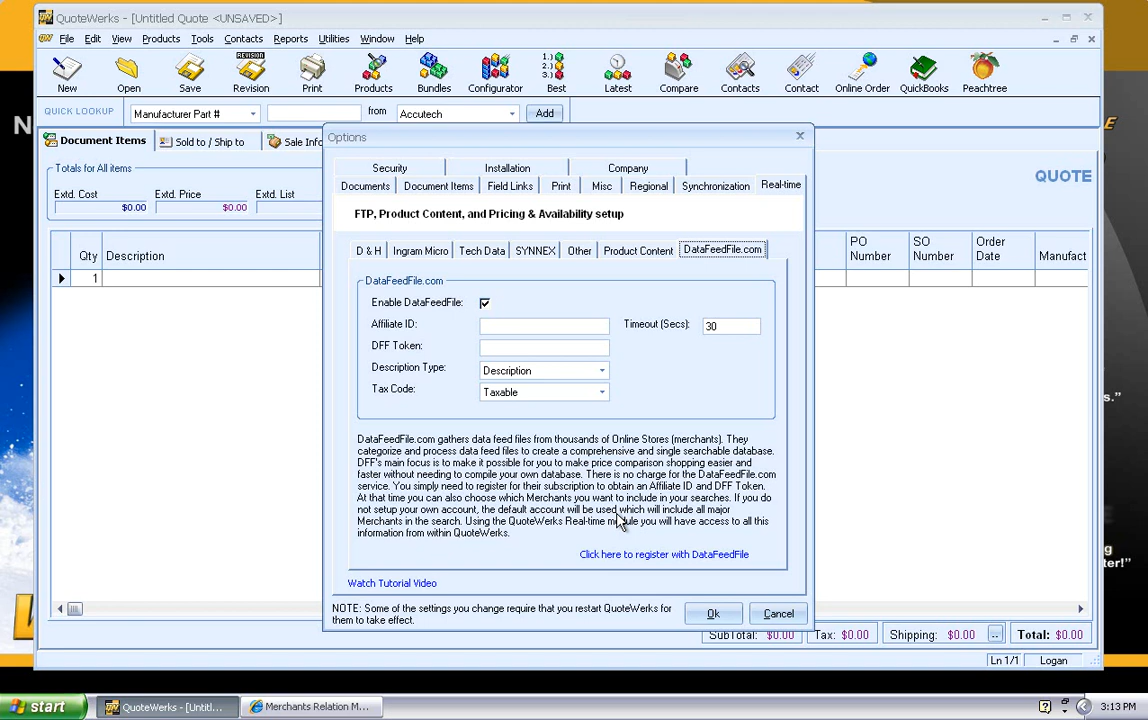 QuoteWerks - [Untitled Quote <UNSAVED>]
File Edit View Products Tools Contacts Reports Utilities Window Help
REVISION
New Open Save Revision Print Products Bundles Configurator Best Latest Compare Contacts Contact Online Order QuickBooks Peachtree
QUICK LOOKUP Manufacturer Part # from Accutech Add
Document Items Sold to / Ship to Sale Info
Totals for All items
Extd. Cost Extd. Price Extd. List
$0.00 $0.00
QUOTE
Qty Description PO Number SO Number Order Date Manufact
1
Options
Security Installation Company
Documents Document Items Field Links Print Misc Regional Synchronization Real-time
FTP, Product Content, and Pricing & Availability setup
D & H Ingram Micro Tech Data SYNNEX Other Product Content DataFeedFile.com
DataFeedFile.com
Enable DataFeedFile:
Affiliate ID: Timeout (Secs): 30
DFF Token:
Description Type: Description
Tax Code: Taxable
DataFeedFile.com gathers data feed files from thousands of Online Stores (merchants). They
categorize and process data feed files to create a comprehensive and single searchable database.
DFF's main focus is to make it possible for you to make price comparison shopping easier and
faster without needing to compile your own database. There is no charge for the DataFeedFile.com
service. You simply need to register for their subscription to obtain an Affiliate ID and DFF Token.
At that time you can also choose which Merchants you want to include in your searches. If you do
not setup your own account, the default account will be used which will include all major
Merchants in the search. Using the QuoteWerks Real-time module you will have access to all this
information from within QuoteWerks.
Click here to register with DataFeedFile
Watch Tutorial Video
NOTE: Some of the settings you change require that you restart QuoteWerks for
them to take effect.
Ok Cancel
SubTotal: $0.00 Tax: $0.00 Shipping: $0.00 .. Total: $0.00
Ln 1/1 Logan
start QuoteWerks - [Untitl... Merchants Relation M... 3:13 PM